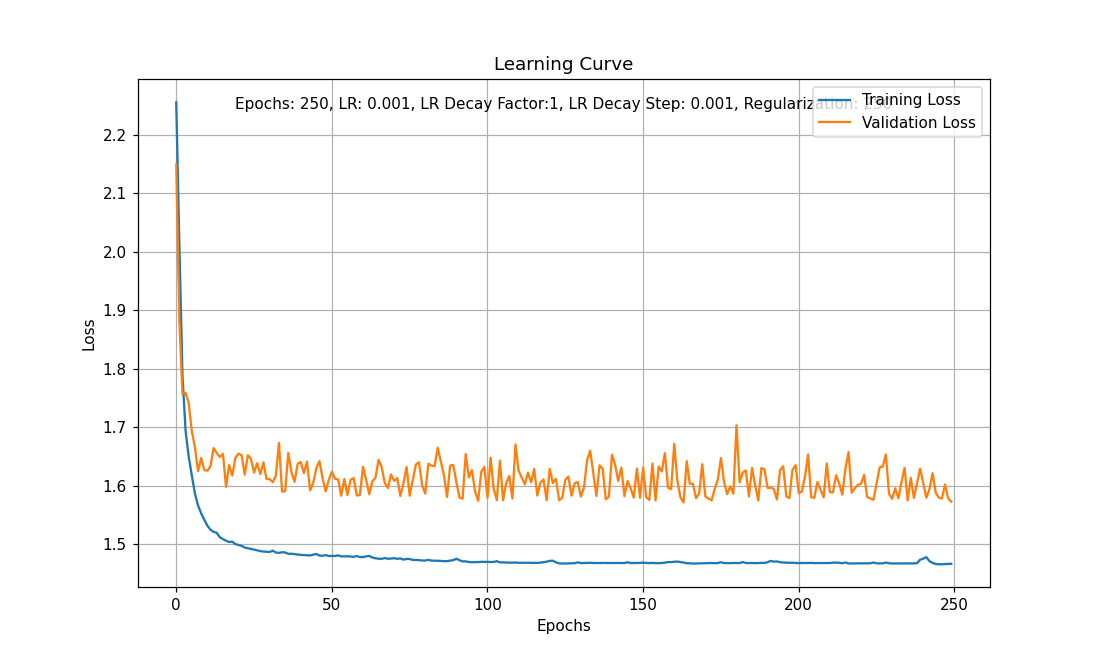 Learning Curve
Epochs: 250, LR: 0.001, LR Decay Factor:1, LR Decay Step: 0.001, Regularization: 250
Training Loss
Validation Loss
2.2
2.1
2.0
1.9
1.8
1.7
1.6
1.5
Loss
0 50 100 150 200 250
Epochs